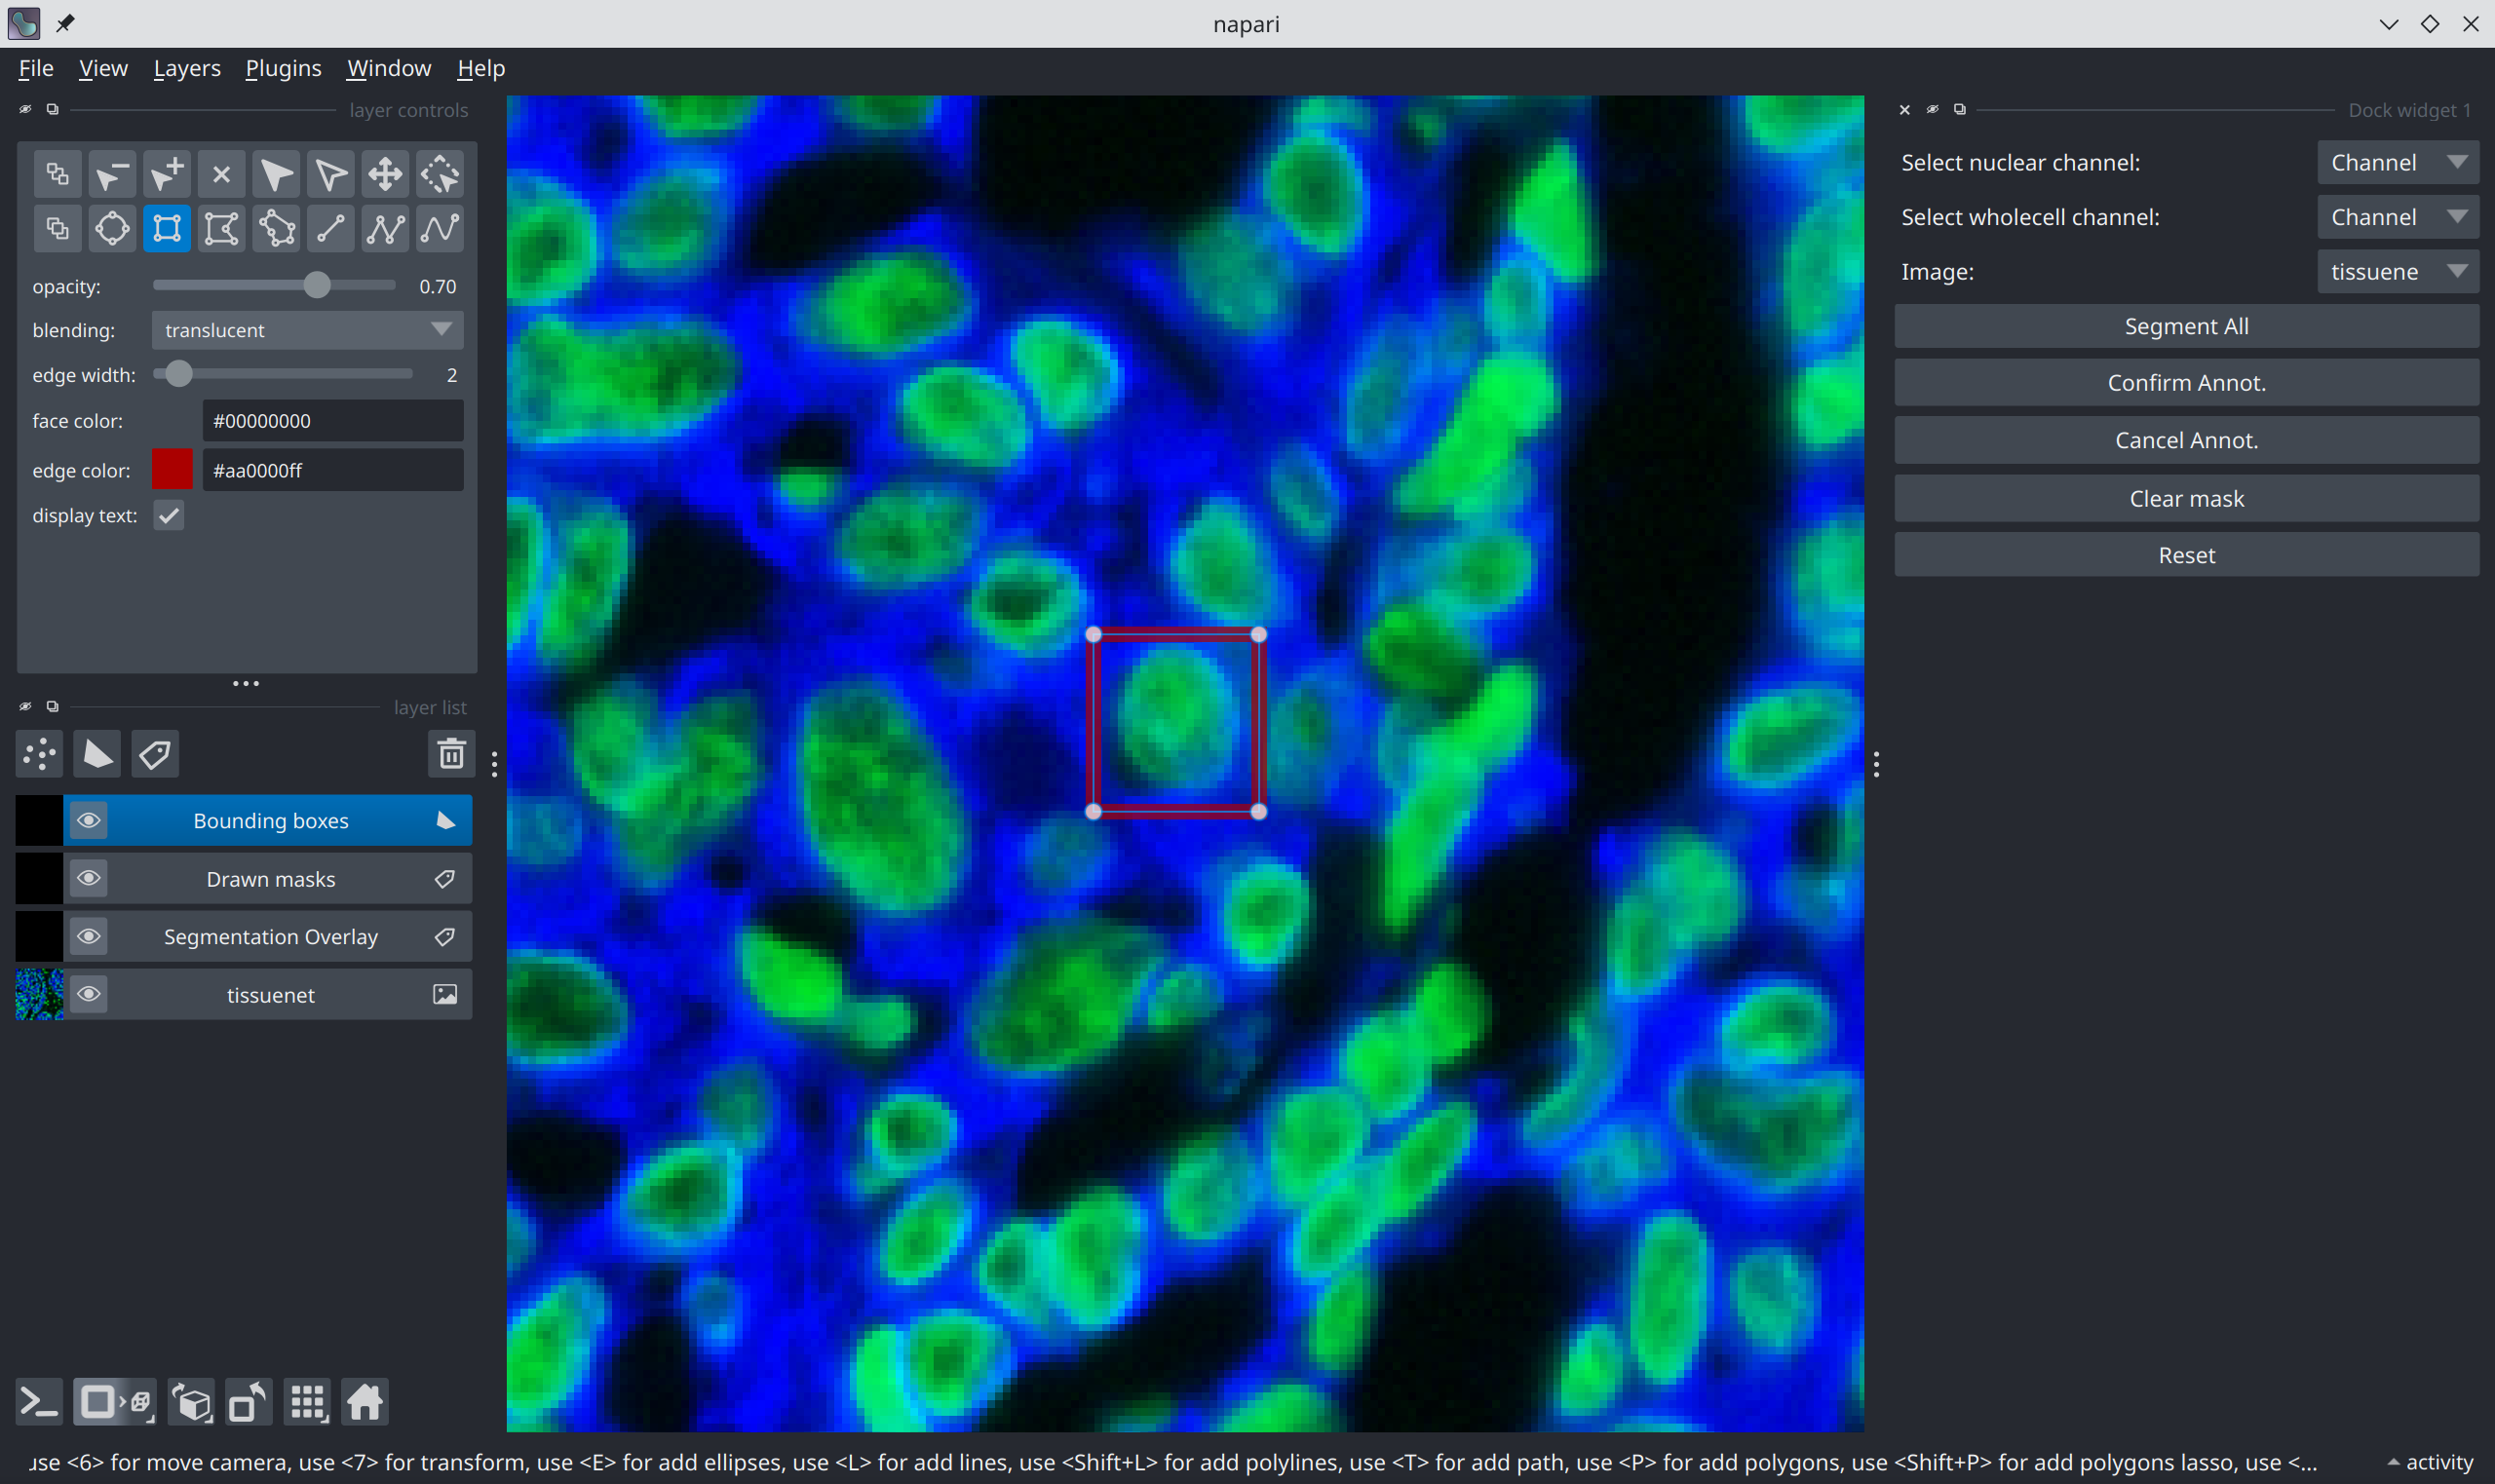 napari
File View Layers Plugins Window Help
layer controls
opacity: 0.70
blending: translucent
edge width: 2
face color: #00000000
edge color: #aa0000ff
display text:
layer list
Bounding boxes
Drawn masks
Segmentation Overlay
tissuenet
Dock widget 1
Select nuclear channel: Channel
Select wholecell channel: Channel
Image: tissuene
Segment All
Confirm Annot.
Cancel Annot.
Clear mask
Reset
use <6> for move camera, use <7> for transform, use <E> for add ellipses, use <L> for add lines, use <Shift+L> for add polylines, use <T> for add path, use <P> for add polygons, use <Shift+P> for add polygons lasso, use <... activity